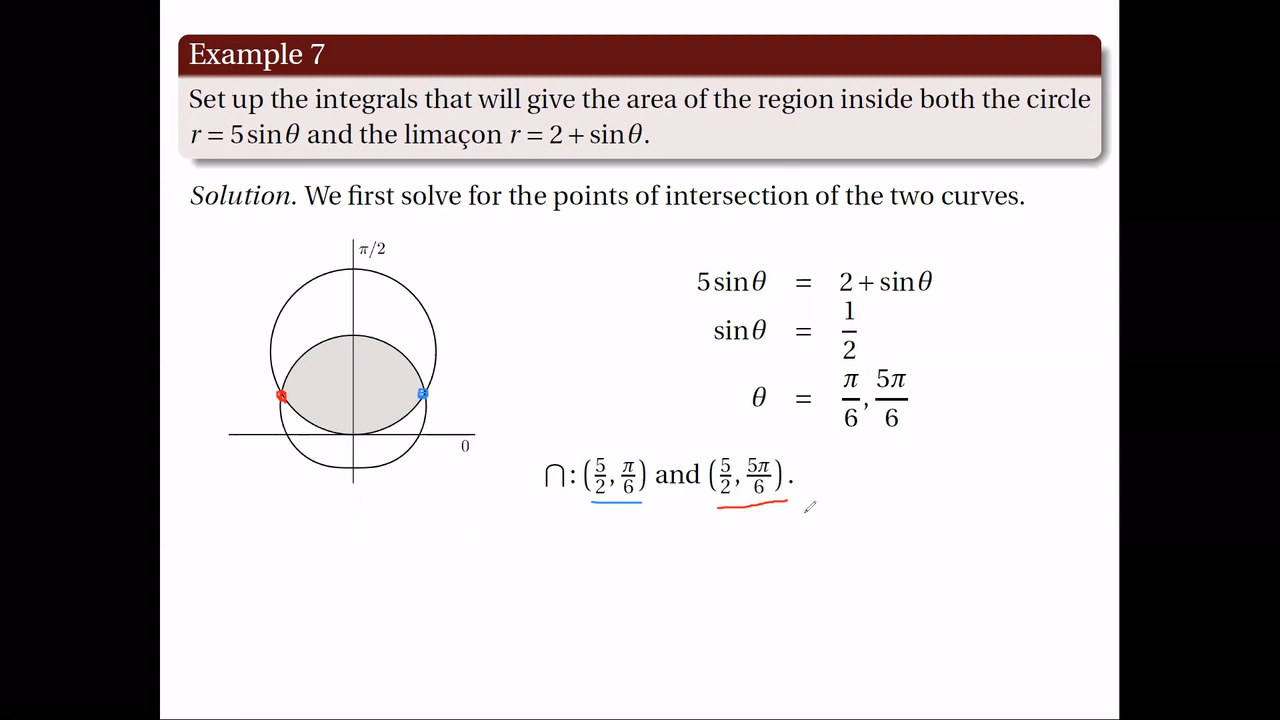 Example 7
Set up the integrals that will give the area of the region inside both the circle
r = 5 sin θ and the limaçon r = 2 + sin θ.
Solution. We first solve for the points of intersection of the two curves.
π/2
0
5 sin θ = 2 + sin θ
sin θ = 1/2
θ = π/6, 5π/6
⋂: (5/2, π/6) and (5/2, 5π/6).